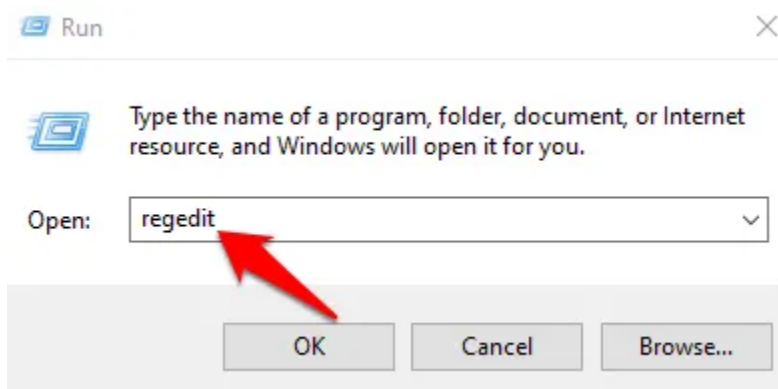 Run
Type the name of a program, folder, document, or Internet
resource, and Windows will open it for you.
Open: regedit
OK Cancel Browse...